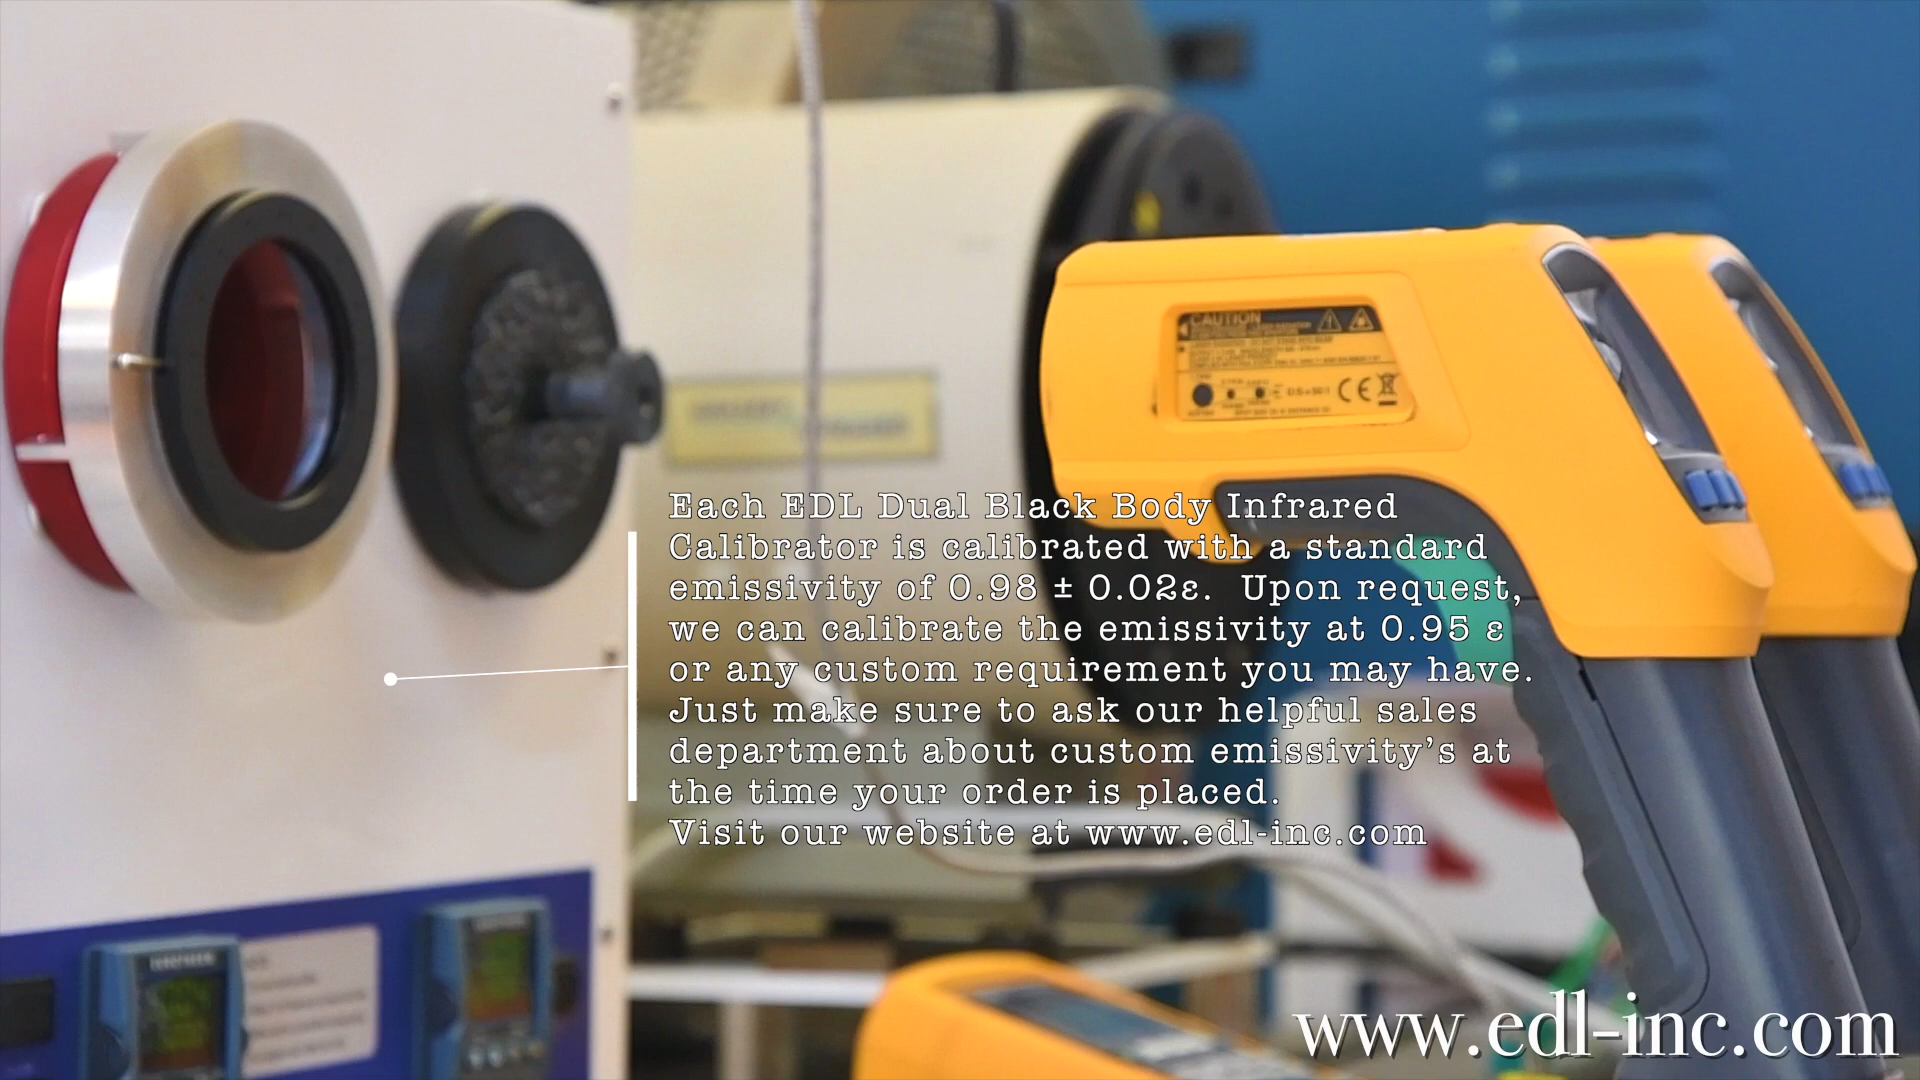 CAUTION
CE
Each EDL Dual Black Body Infrared
Calibrator is calibrated with a standard
emissivity of 0.98 ± 0.02ε.  Upon request,
we can calibrate the emissivity at 0.95 ε
or any custom requirement you may have.
Just make sure to ask our helpful sales
department about custom emissivity’s at
the time your order is placed.
Visit our website at www.edl-inc.com
www.edl-inc.com